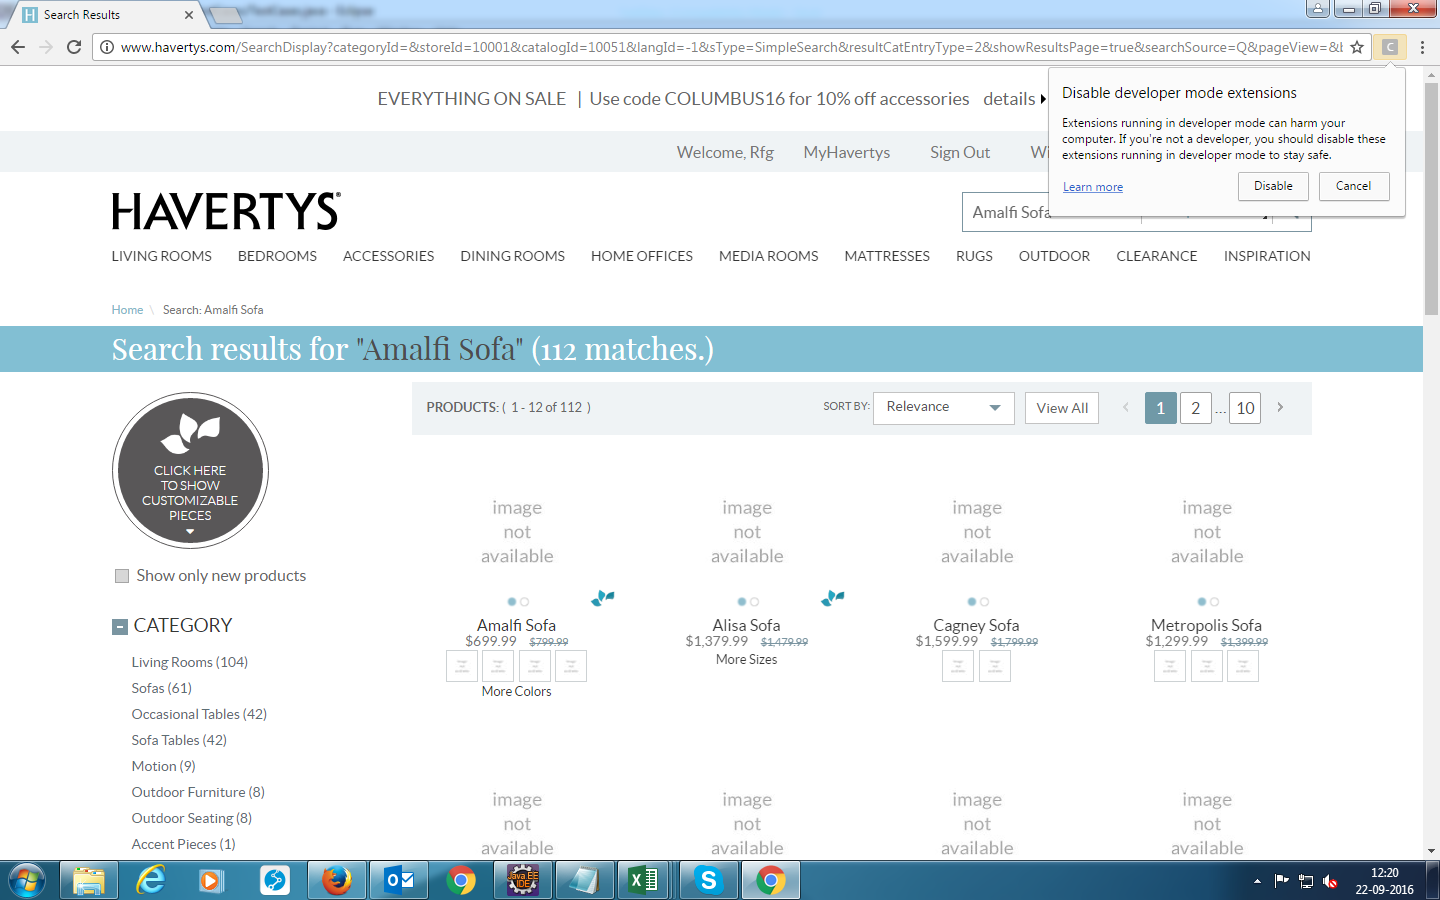 Search Results
www.havertys.com/SearchDisplay?categoryId=&storeId=10001&catalogId=10051&langId=-1&sType=SimpleSearch&resultCatEntryType=2&showResultsPage=true&searchSource=Q&pageView=&
C
Disable developer mode extensions
Extensions running in developer mode can harm your
computer. If you're not a developer, you should disable these
extensions running in developer mode to stay safe.
Learn more
Disable
Cancel
EVERYTHING ON SALE | Use code COLUMBUS16 for 10% off accessories details
Welcome, Rfg MyHavertys Sign Out
HAVERTYS®
Amalfi Sofa
LIVING ROOMS BEDROOMS ACCESSORIES DINING ROOMS HOME OFFICES MEDIA ROOMS MATTRESSES RUGS OUTDOOR CLEARANCE INSPIRATION
Home \ Search: Amalfi Sofa
Search results for "Amalfi Sofa" (112 matches.)
CLICK HERE
TO SHOW
CUSTOMIZABLE
PIECES
Show only new products
CATEGORY
Living Rooms (104)
Sofas (61)
Occasional Tables (42)
Sofa Tables (42)
Motion (9)
Outdoor Furniture (8)
Outdoor Seating (8)
Accent Pieces (1)
PRODUCTS: ( 1 - 12 of 112 ) SORT BY: Relevance View All < 1 2 ... 10 >
image not available
image not available
image not available
image not available
Amalfi Sofa
$699.99 $799.99
More Colors
Alisa Sofa
$1,379.99 $1,479.99
More Sizes
Cagney Sofa
$1,599.99 $1,799.99
Metropolis Sofa
$1,299.99 $1,399.99
image not available
image not available
image not available
image not available
Java EE
IDE
12:20
22-09-2016